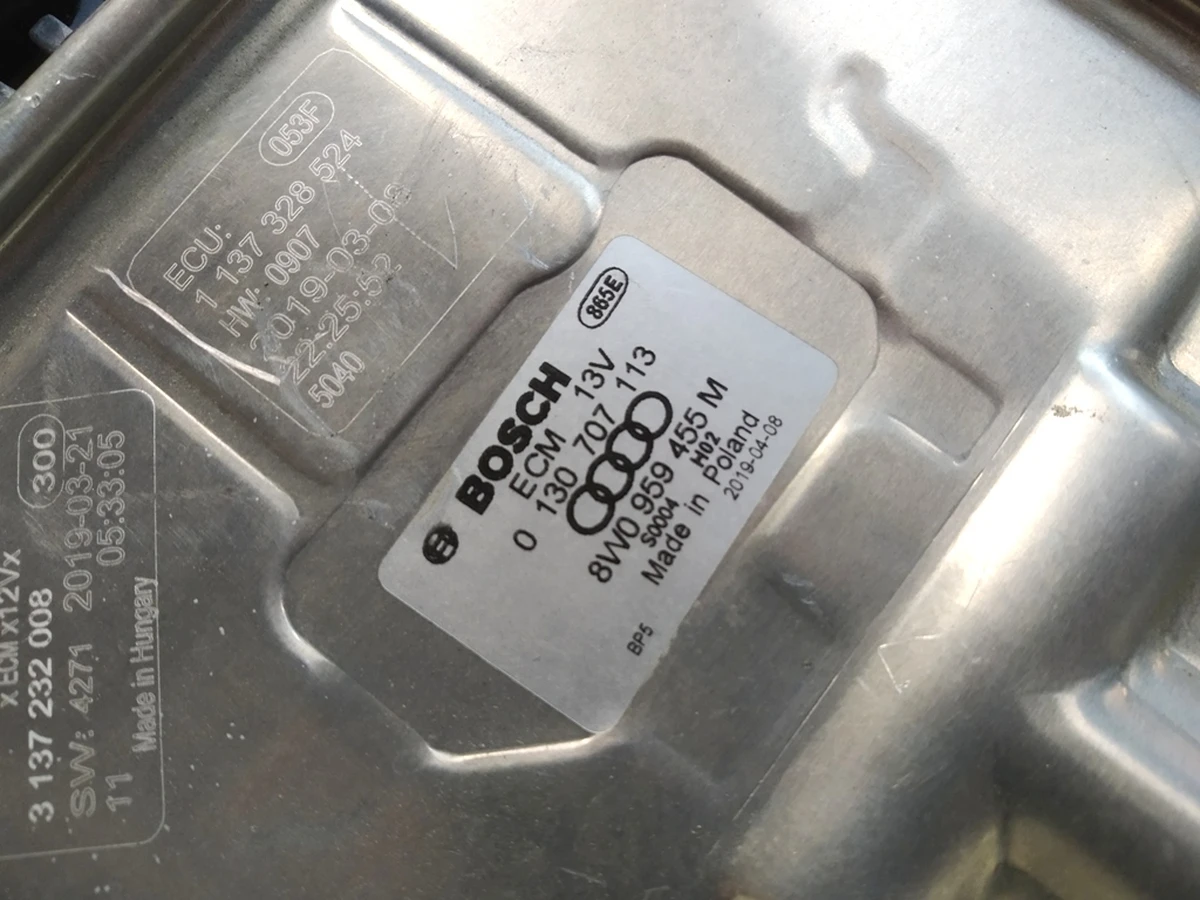 053F
ECU:
1 137 328 524
HW: 0907
2019-03-08
22:25:52
5040
865E
BOSCH
ECM 13V
0 130 707 113
8W0 959 455 M
S0004 H02
Made in Poland
2019-04-08
BP5
300
X ECM X12Vx
3 137 232 008
SW: 4271 2019-03-21
11 05:33:05
Made in Hungary